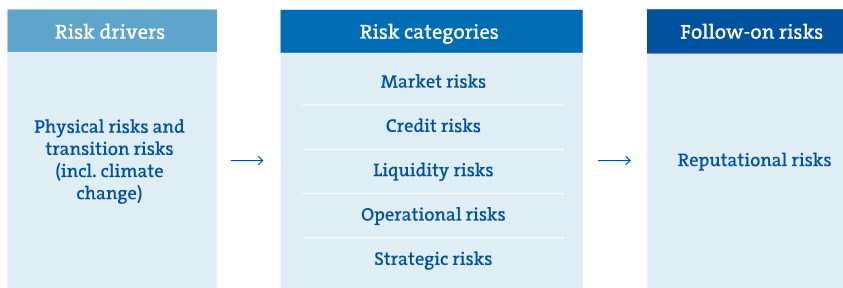 Risk drivers
Physical risks and
transition risks
(incl. climate
change)
Risk categories
Market risks
Credit risks
Liquidity risks
Operational risks
Strategic risks
Follow-on risks
Reputational risks